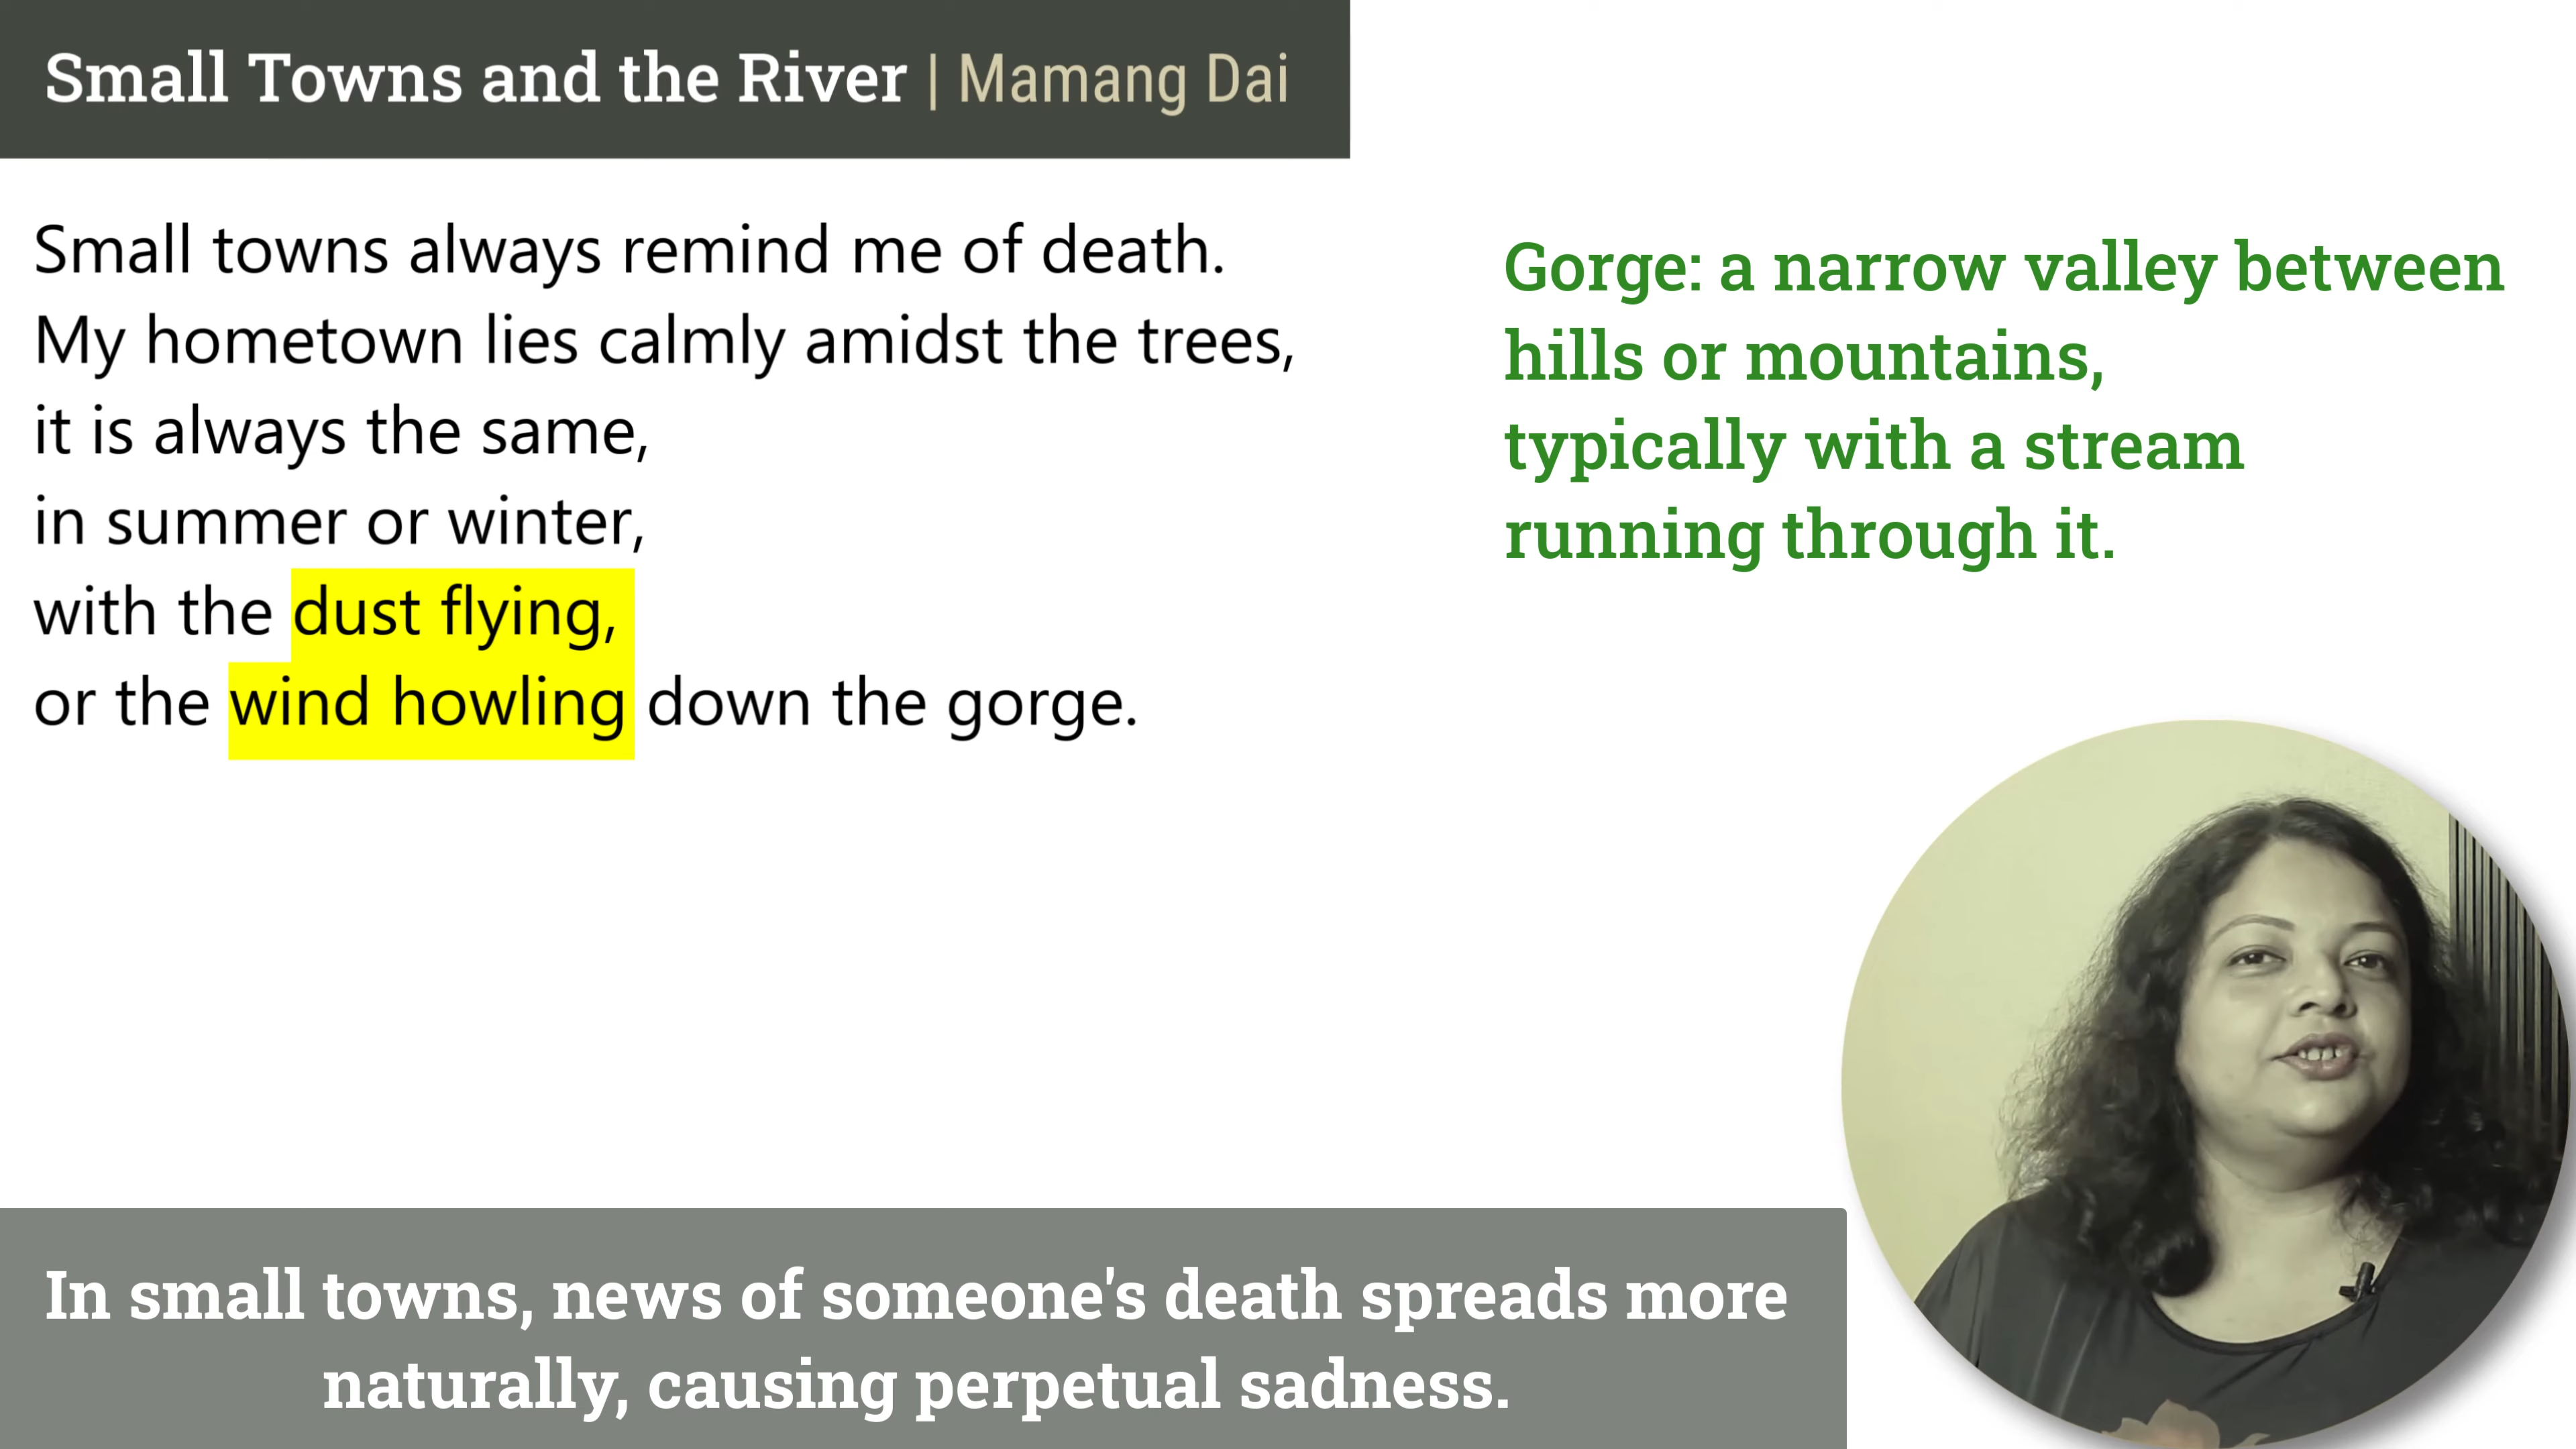 Small Towns and the River | Mamang Dai
Small towns always remind me of death.
My hometown lies calmly amidst the trees,
it is always the same,
in summer or winter,
with the dust flying,
or the wind howling down the gorge.
Gorge: a narrow valley between
hills or mountains,
typically with a stream
running through it.
In small towns, news of someone's death spreads more
naturally, causing perpetual sadness.